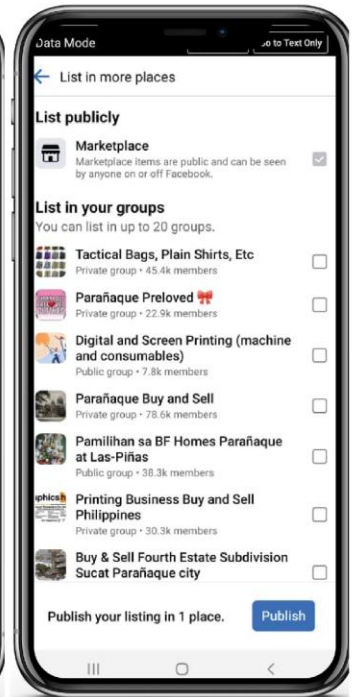 Data Mode
Go to Text Only
List in more places
List publicly
Marketplace
Marketplace items are public and can be seen
by anyone on or off Facebook.
List in your groups
You can list in up to 20 groups.
Tactical Bags, Plain Shirts, Etc
Private group • 45.4k members
Parañaque Preloved 🎀
Private group • 22.9k members
Digital and Screen Printing (machine
and consumables)
Public group • 7.8k members
Parañaque Buy and Sell
Private group • 78.6k members
Pamilihan sa BF Homes Parañaque
at Las-Piñas
Public group • 38.3k members
Printing Business Buy and Sell
Philippines
Private group • 30.3k members
Buy & Sell Fourth Estate Subdivision
Sucat Parañaque city
Publish your listing in 1 place.
Publish